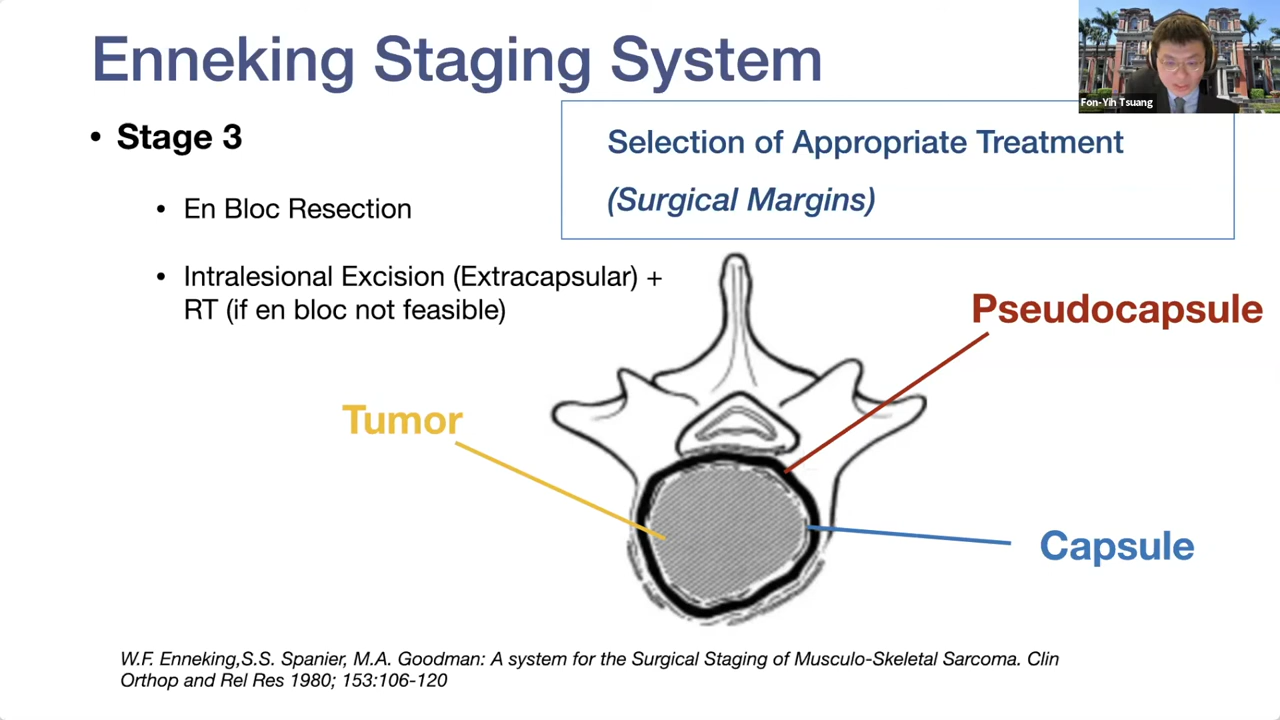 Enneking Staging System
Fon-Yih Tsuang
• Stage 3
Selection of Appropriate Treatment
(Surgical Margins)
• En Bloc Resection
• Intralesional Excision (Extracapsular) +
RT (if en bloc not feasible)
Pseudocapsule
Tumor
Capsule
W.F. Enneking,S.S. Spanier, M.A. Goodman: A system for the Surgical Staging of Musculo-Skeletal Sarcoma. Clin
Orthop and Rel Res 1980; 153:106-120